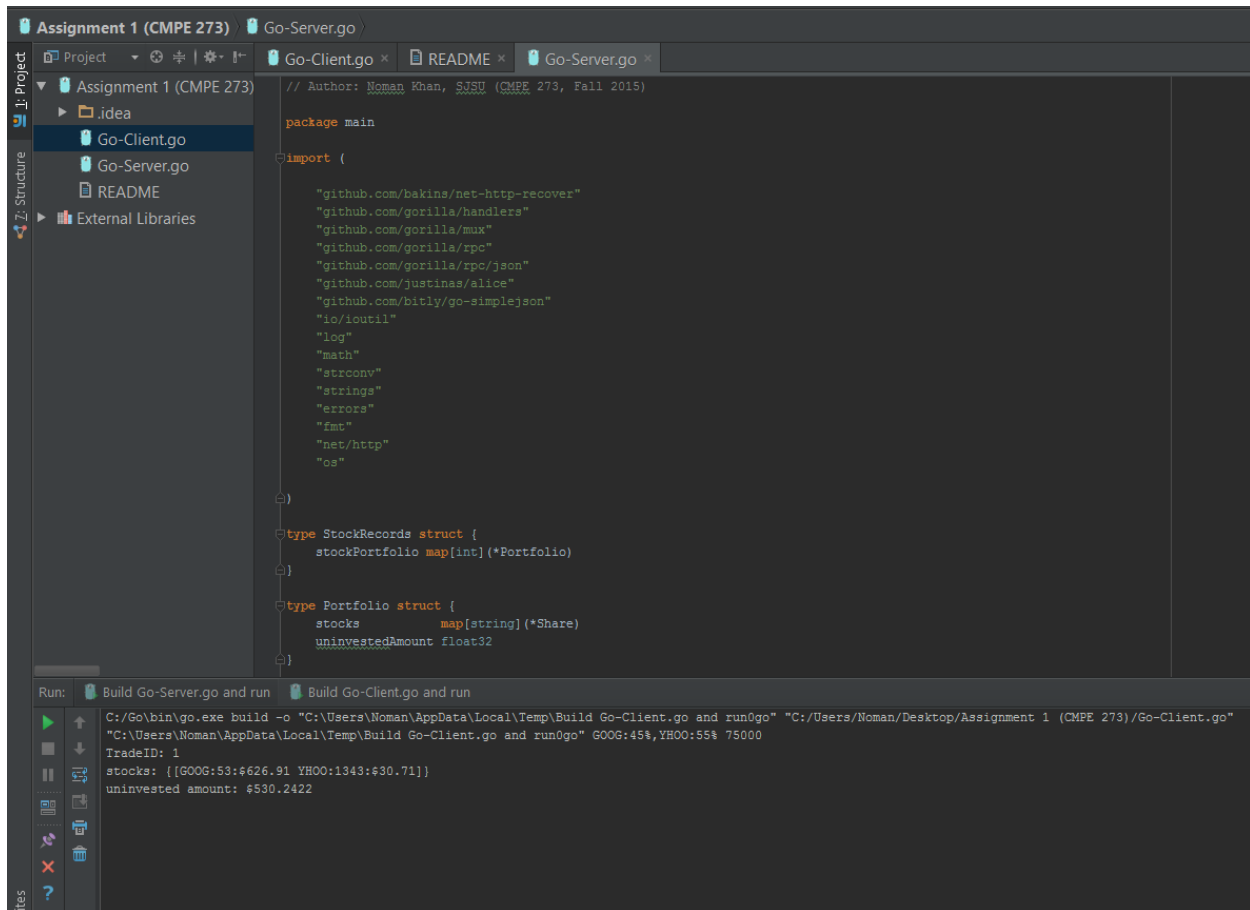 Assignment 1 (CMPE 273) Go-Server.go
1: Project
7: Structure
Project
Assignment 1 (CMPE 273)
.idea
Go-Client.go
Go-Server.go
README
External Libraries
Go-Client.go × README × Go-Server.go ×
// Author: Noman Khan, SJSU (CMPE 273, Fall 2015)
package main
import (
"github.com/bakins/net-http-recover"
"github.com/gorilla/handlers"
"github.com/gorilla/mux"
"github.com/gorilla/rpc"
"github.com/gorilla/rpc/json"
"github.com/justinas/alice"
"github.com/bitly/go-simplejson"
"io/ioutil"
"log"
"math"
"strconv"
"strings"
"errors"
"fmt"
"net/http"
"os"
)
type StockRecords struct {
stockPortfolio map[int](*Portfolio)
}
type Portfolio struct {
stocks map[string](*Share)
uninvestedAmount float32
}
Run: Build Go-Server.go and run Build Go-Client.go and run
C:/Go\bin\go.exe build -o "C:\Users\Noman\AppData\Local\Temp\Build Go-Client.go and run0go" "C:/Users/Noman/Desktop/Assignment 1 (CMPE 273)/Go-Client.go"
"C:\Users\Noman\AppData\Local\Temp\Build Go-Client.go and run0go" GOOG:45%,YHOO:55% 75000
TradeID: 1
stocks: {[GOOG:53:$626.91 YHOO:1343:$30.71]}
uninvested amount: $530.2422